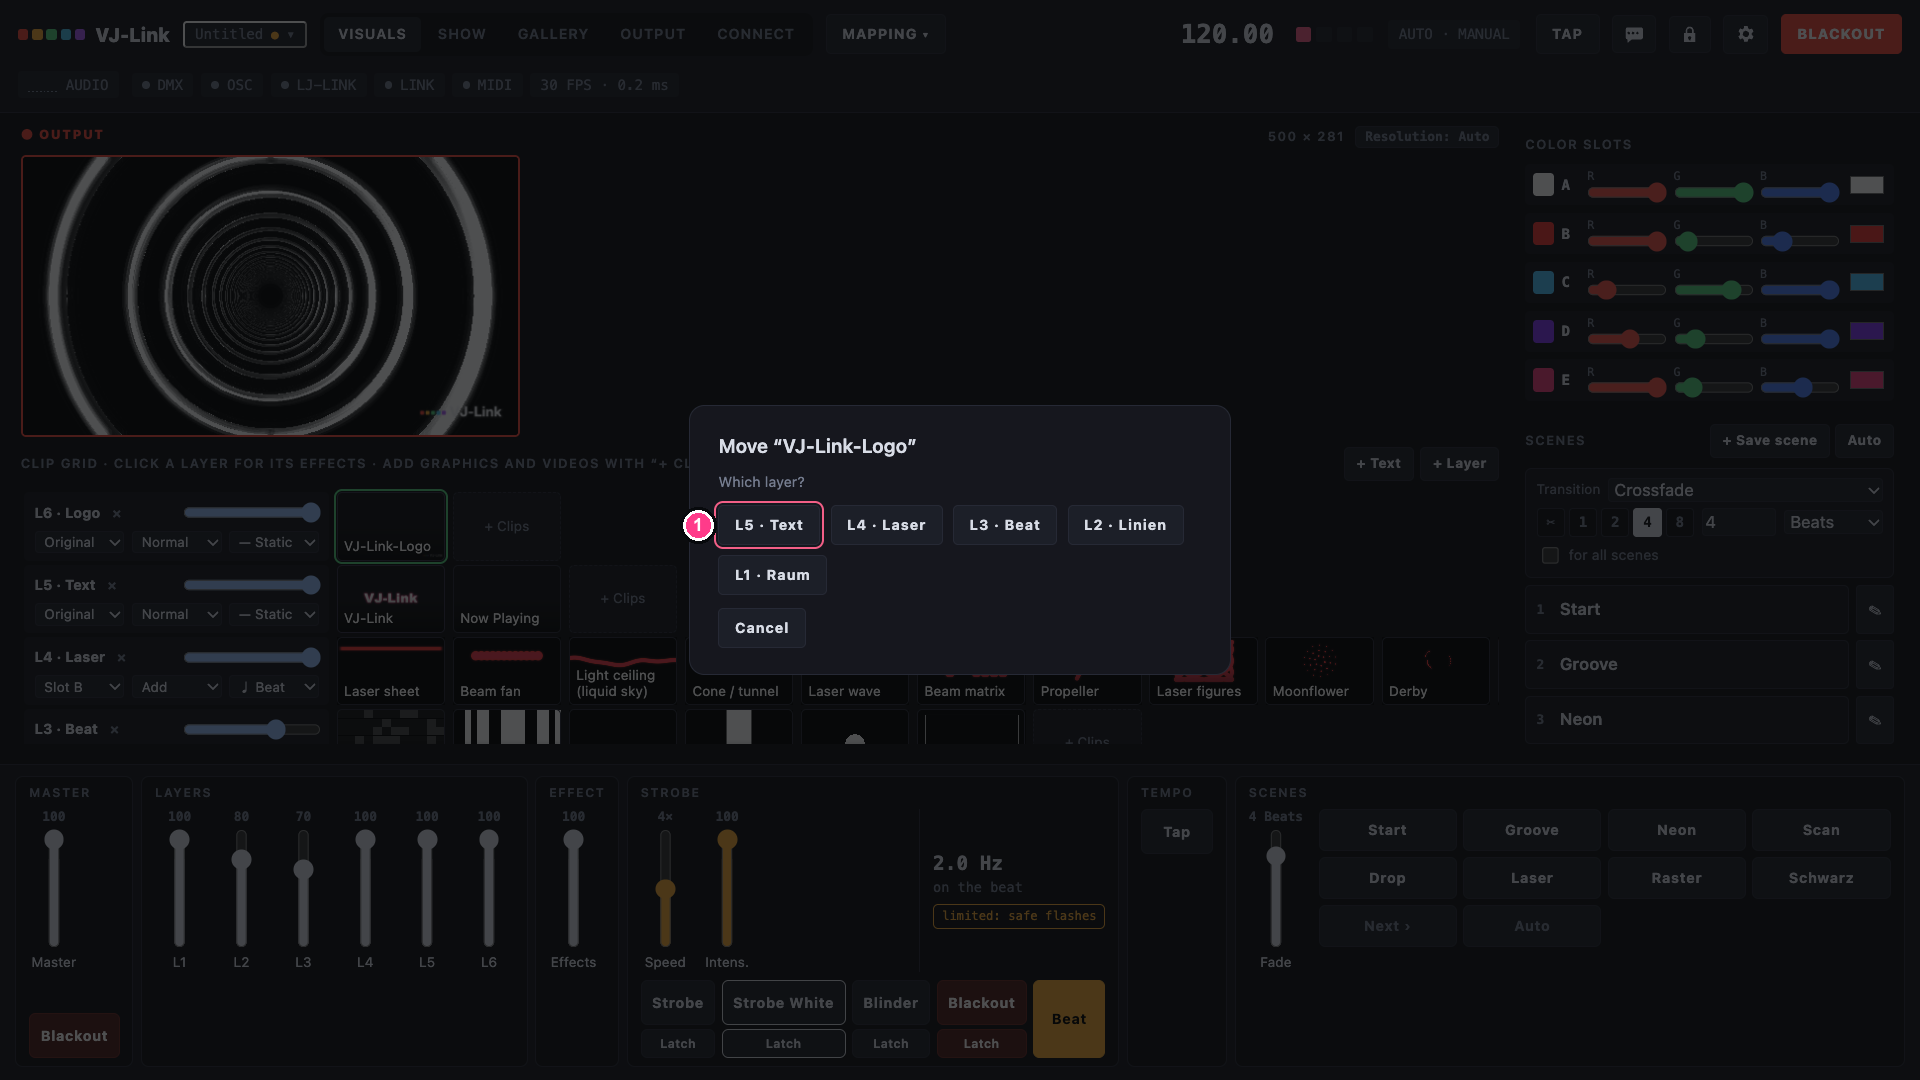 VJ-Link
Untitled
VISUALS
SHOW
GALLERY
OUTPUT
CONNECT
MAPPING
120.00
AUTO · MANUAL
TAP
BLACKOUT
AUDIO
DMX
OSC
LJ-LINK
LINK
MIDI
30 FPS · 0.2 ms
OUTPUT
500 × 281
Resolution: Auto
J-Link
CLIP GRID · CLICK A LAYER FOR ITS EFFECTS · ADD GRAPHICS AND VIDEOS WITH “+ CL
+ Text
+ Layer
L6 · Logo ×
Original
Normal
— Static
VJ-Link-Logo
+ Clips
L5 · Text ×
Original
Normal
— Static
VJ-Link
VJ-Link
Now Playing
+ Clips
L4 · Laser ×
Slot B
Add
♩ Beat
Laser sheet
Beam fan
Light ceiling
(liquid sky)
Cone / tunnel
Laser wave
Beam matrix
Propeller
Laser figures
Moonflower
Derby
L3 · Beat ×
+ Clips
Move “VJ-Link-Logo”
Which layer?
1
L5 · Text
L4 · Laser
L3 · Beat
L2 · Linien
L1 · Raum
Cancel
COLOR SLOTS
A R G B
B R G B
C R G B
D R G B
E R G B
SCENES
+ Save scene
Auto
Transition Crossfade
1 2 4 8 4 Beats
for all scenes
1 Start
2 Groove
3 Neon
MASTER
100
Master
Blackout
LAYERS
100 80 70 100 100 100
L1 L2 L3 L4 L5 L6
EFFECT
100
Effects
STROBE
4× 100
Speed Intens.
2.0 Hz
on the beat
limited: safe flashes
Strobe
Strobe White
Blinder
Blackout
Beat
Latch
Latch
Latch
Latch
TEMPO
Tap
SCENES
4 Beats
Fade
Start
Groove
Neon
Scan
Drop
Laser
Raster
Schwarz
Next ›
Auto